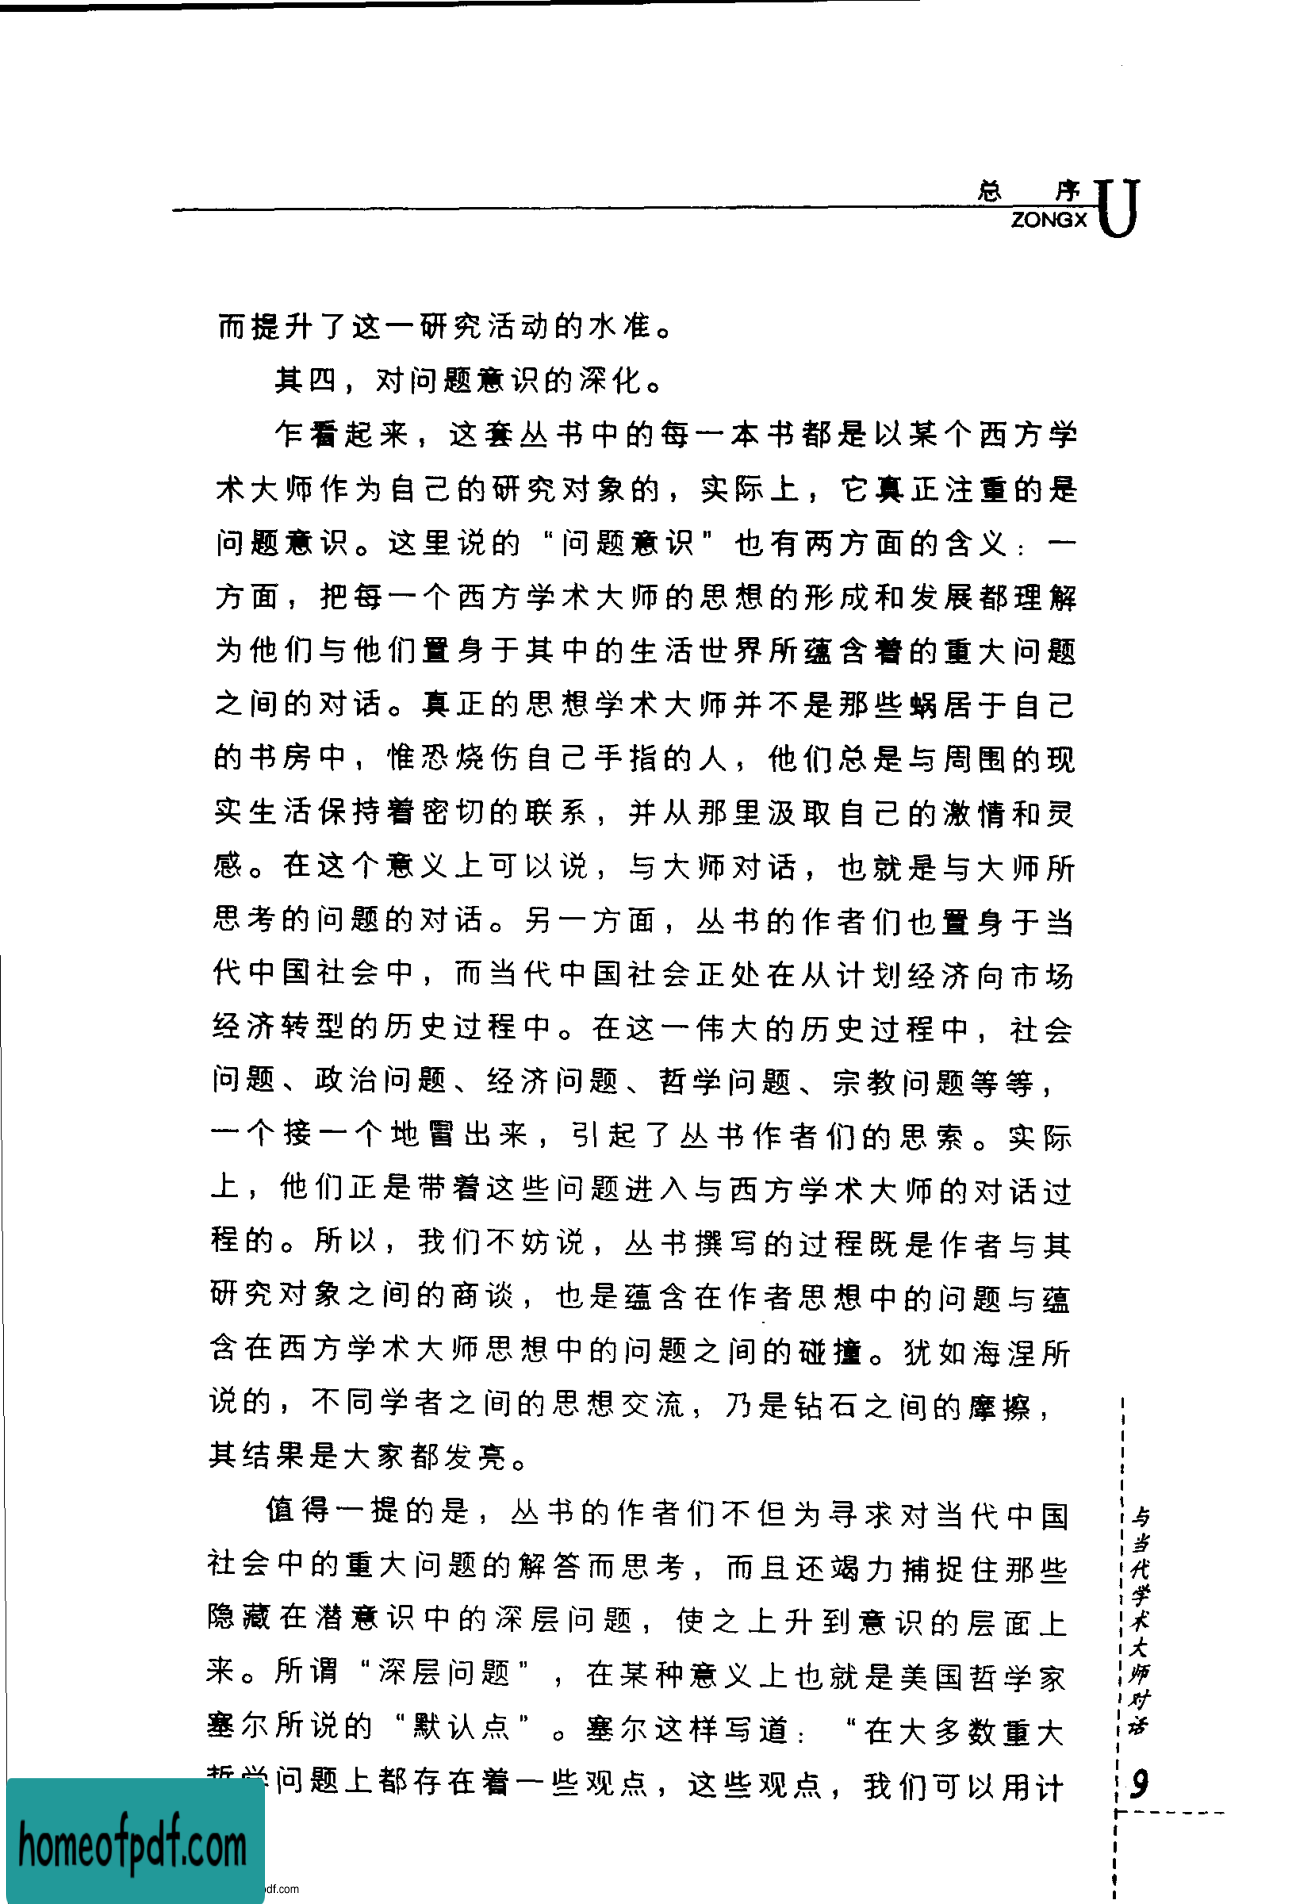 总 序
ZONGXU
而提升了这一研究活动的水准。
其四，对问题意识的深化。
乍看起来，这套丛书中的每一本书都是以某个西方学
术大师作为自己的研究对象的，实际上，它真正注重的是
问题意识。这里说的“问题意识”也有两方面的含义：一
方面，把每一个西方学术大师的思想的形成和发展都理解
为他们与他们置身于其中的生活世界所蕴含着的重大问题
之间的对话。真正的思想学术大师并不是那些蜗居于自己
的书房中，惟恐烧伤自己手指的人，他们总是与周围的现
实生活保持着密切的联系，并从那里汲取自己的激情和灵
感。在这个意义上可以说，与大师对话，也就是与大师所
思考的问题的对话。另一方面，丛书的作者们也置身于当
代中国社会中，而当代中国社会正处在从计划经济向市场
经济转型的历史过程中。在这一伟大的历史过程中，社会
问题、政治问题、经济问题、哲学问题、宗教问题等等，
一个接一个地冒出来，引起了丛书作者们的思索。实际
上，他们正是带着这些问题进入与西方学术大师的对话过
程的。所以，我们不妨说，丛书撰写的过程既是作者与其
研究对象之间的商谈，也是蕴含在作者思想中的问题与蕴
含在西方学术大师思想中的问题之间的碰撞。犹如海涅所
说的，不同学者之间的思想交流，乃是钻石之间的摩擦，
其结果是大家都发亮。
值得一提的是，丛书的作者们不但为寻求对当代中国
社会中的重大问题的解答而思考，而且还竭力捕捉住那些
隐藏在潜意识中的深层问题，使之上升到意识的层面上
来。所谓“深层问题”，在某种意义上也就是美国哲学家
塞尔所说的“默认点”。塞尔这样写道：“在大多数重大
哲学问题上都存在着一些观点，这些观点，我们可以用计
与当代学术大师对话
9
homeofpdf.com
df.com